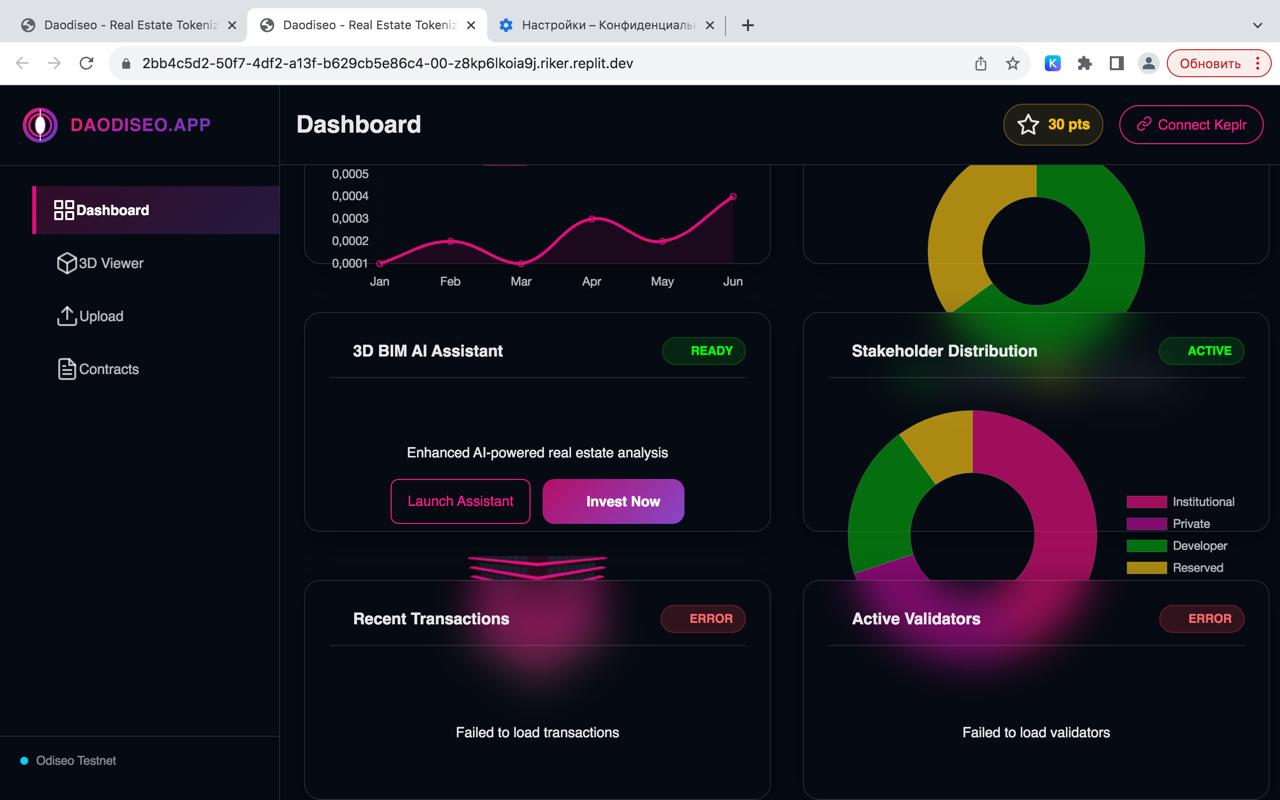 Daodiseo - Real Estate Tokeniz
Daodiseo - Real Estate Tokeniz
Настройки – Конфиденциаль
2bb4c5d2-50f7-4df2-a13f-b629cb5e86c4-00-z8kp6lkoia9j.riker.replit.dev
Обновить
DAODISEO.APP
Dashboard
30 pts
Connect Keplr
Dashboard
3D Viewer
Upload
Contracts
Odiseo Testnet
0,0005
0,0004
0,0003
0,0002
0,0001
Jan Feb Mar Apr May Jun
3D BIM AI Assistant
READY
Enhanced AI-powered real estate analysis
Launch Assistant
Invest Now
Stakeholder Distribution
ACTIVE
Institutional
Private
Developer
Reserved
Recent Transactions
ERROR
Failed to load transactions
Active Validators
ERROR
Failed to load validators